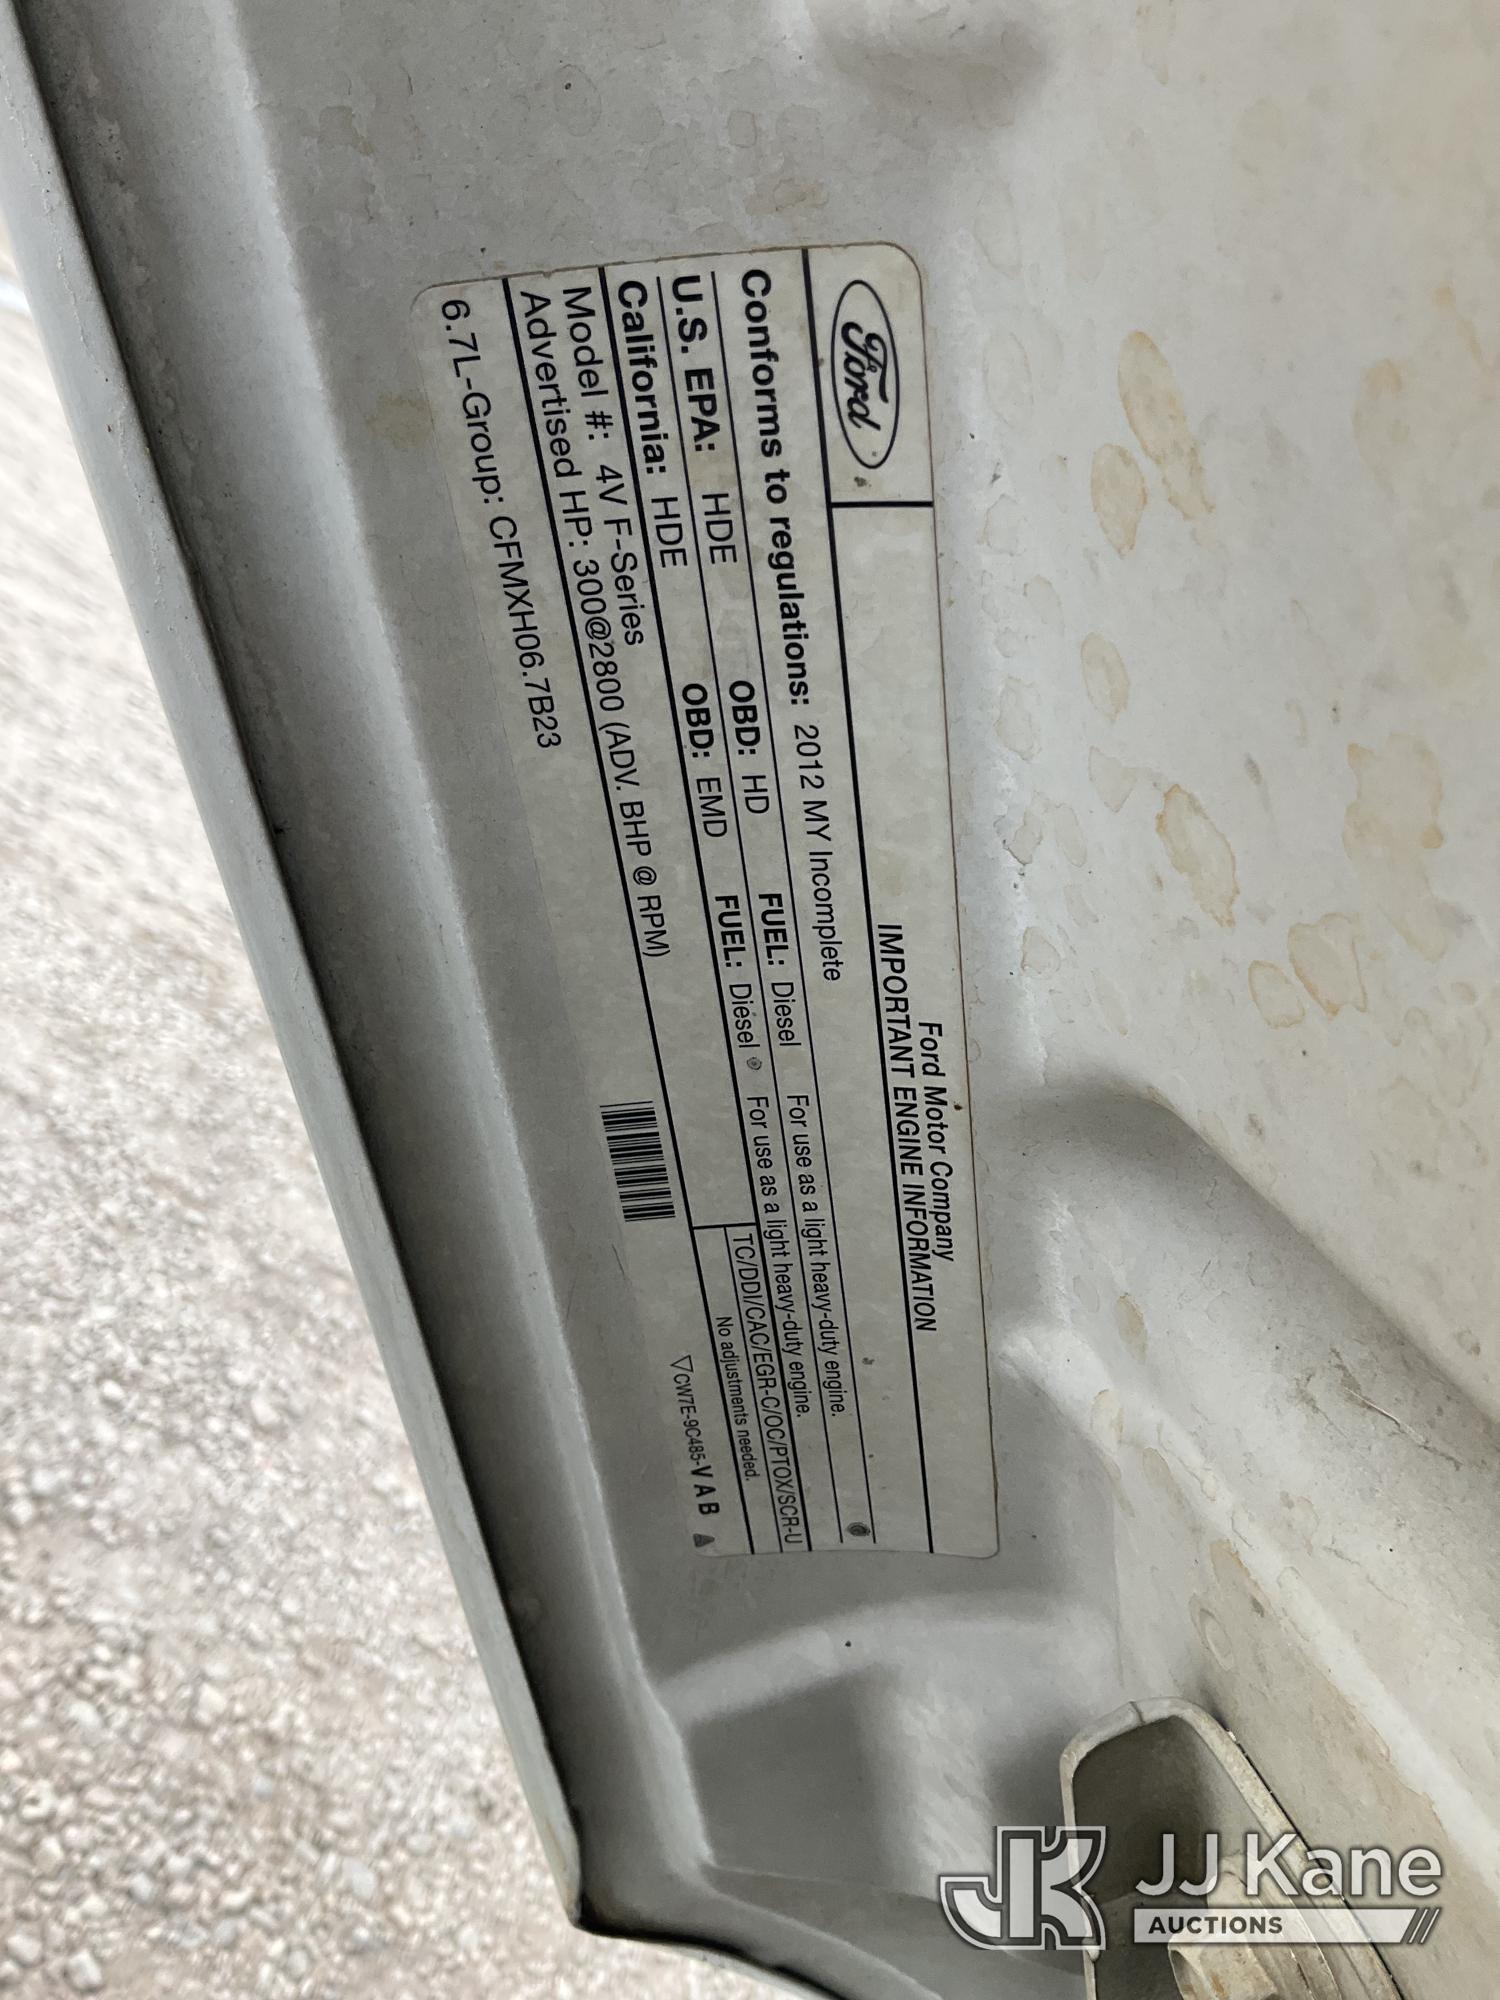 Ford
Ford Motor Company
IMPORTANT ENGINE INFORMATION
Conforms to regulations: 2012 MY Incomplete
U.S. EPA: HDE OBD: HD FUEL: Diesel For use as a light heavy-duty engine.
California: HDE OBD: EMD FUEL: Diesel For use as a light heavy-duty engine.
Model #: 4V F-Series
TC/DDI/CAC/EGR-C/OC/PTOX/SCR-U
Advertised HP: 300@2800 (ADV. BHP @ RPM)
No adjustments needed.
6.7L-Group: CFMXH06.7B23
CW7E-9C485-VAB
JK
JJ Kane
AUCTIONS